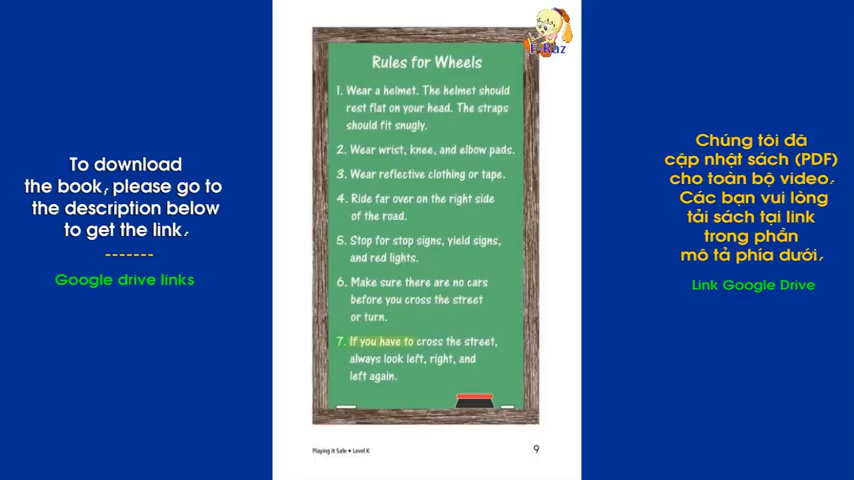 To download
the book, please go to
the description below
to get the link,
-------
Google drive links
Rules for Wheels
1. Wear a helmet. The helmet should
rest flat on your head. The straps
should fit snugly.
2. Wear wrist, knee, and elbow pads.
3. Wear reflective clothing or tape.
4. Ride far over on the right side
of the road.
5. Stop for stop signs, yield signs,
and red lights.
6. Make sure there are no cars
before you cross the street
or turn.
7. If you have to cross the street,
always look left, right, and
left again.
Playing It Safe • Level K
9
Chúng tôi đã
cập nhật sách (PDF)
cho toàn bộ video,
Các bạn vui lòng
tải sách tại link
trong phần
mô tả phía dưới,
Link Google Drive